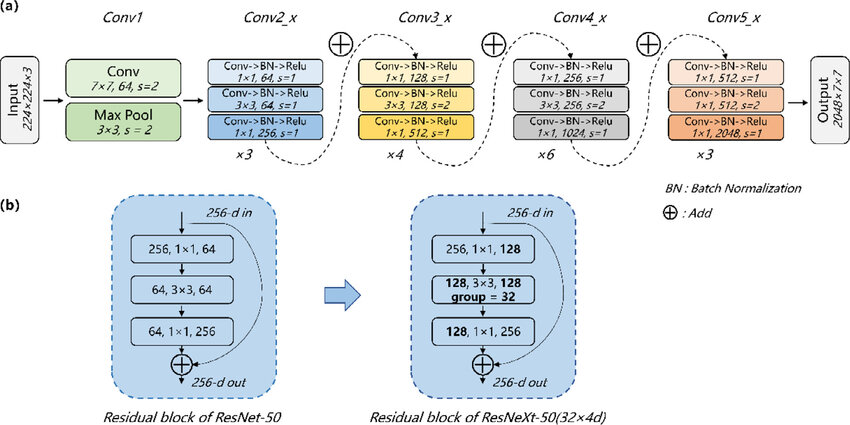 (a)
Conv1
Conv2_x
Conv3_x
Conv4_x
Conv5_x
Input
224×224×3
Conv
7×7, 64, s=2
Max Pool
3×3, s = 2
Conv->BN->Relu
1×1, 64, s=1
Conv->BN->Relu
3×3, 64, s=1
Conv->BN->Relu
1×1, 256, s=1
×3
Conv->BN->Relu
1×1, 128, s=1
Conv->BN->Relu
3×3, 128, s=2
Conv->BN->Relu
1×1, 512, s=1
×4
Conv->BN->Relu
1×1, 256, s=1
Conv->BN->Relu
3×3, 256, s=2
Conv->BN->Relu
1×1, 1024, s=1
×6
Conv->BN->Relu
1×1, 512, s=1
Conv->BN->Relu
1×1, 512, s=2
Conv->BN->Relu
1×1, 2048, s=1
×3
Output
2048×7×7
BN : Batch Normalization
: Add
(b)
256-d in
256, 1×1, 64
64, 3×3, 64
64, 1×1, 256
256-d out
Residual block of ResNet-50
256-d in
256, 1×1, 128
128, 3×3, 128
group = 32
128, 1×1, 256
256-d out
Residual block of ResNeXt-50(32×4d)